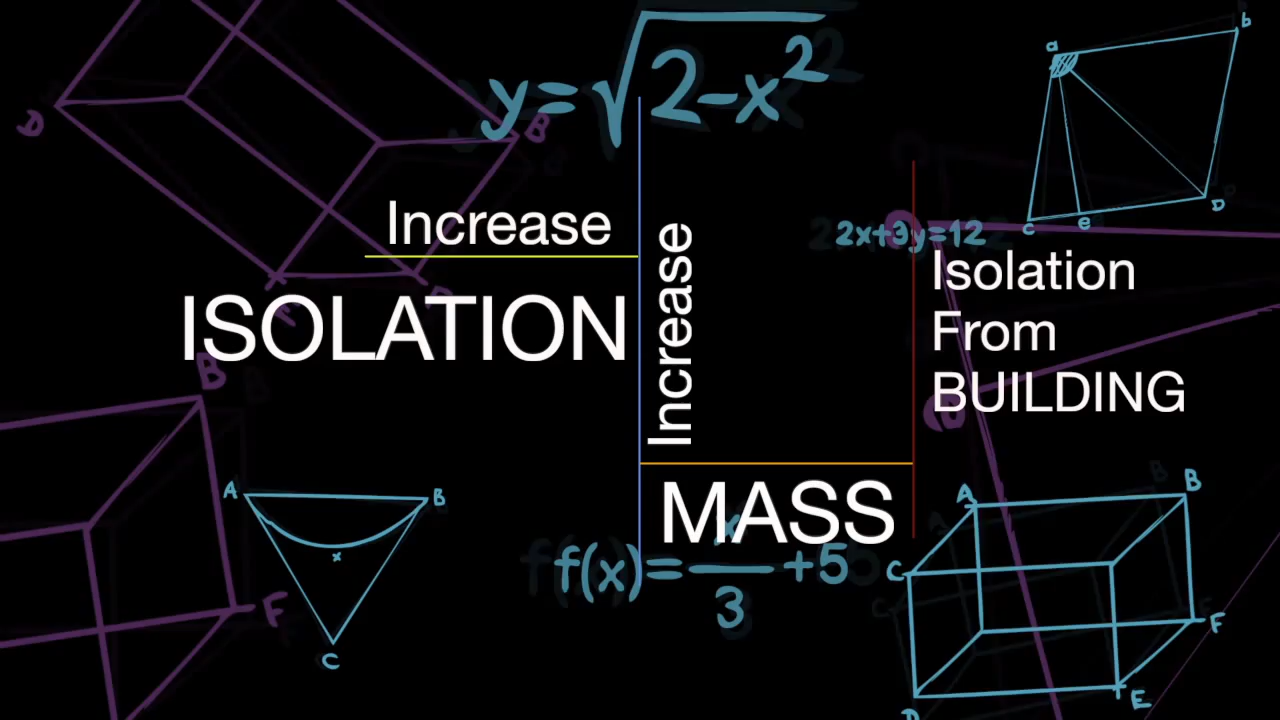 y=√2-x²
D
B
a
b
c
e
D
2x+3y=12
Increase
ISOLATION
Increase
Isolation
From
BUILDING
MASS
B
F
A
B
x
C
f(x)=x/3+5
A
B
C
F
E
D